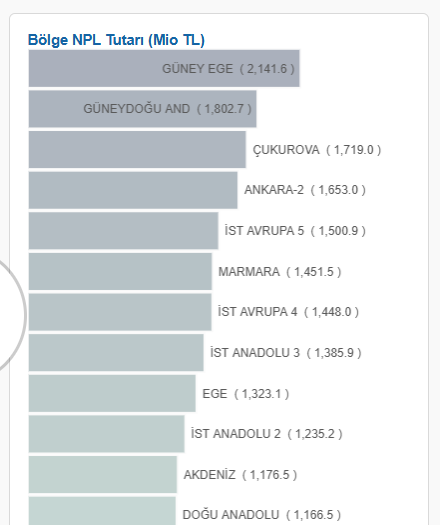 Bölge NPL Tutarı (Mio TL)
GÜNEY EGE ( 2,141.6 )
GÜNEYDOĞU AND ( 1,802.7 )
ÇUKUROVA ( 1,719.0 )
ANKARA-2 ( 1,653.0 )
İST AVRUPA 5 ( 1,500.9 )
MARMARA ( 1,451.5 )
İST AVRUPA 4 ( 1,448.0 )
İST ANADOLU 3 ( 1,385.9 )
EGE ( 1,323.1 )
İST ANADOLU 2 ( 1,235.2 )
AKDENİZ ( 1,176.5 )
DOĞU ANADOLU ( 1,166.5 )